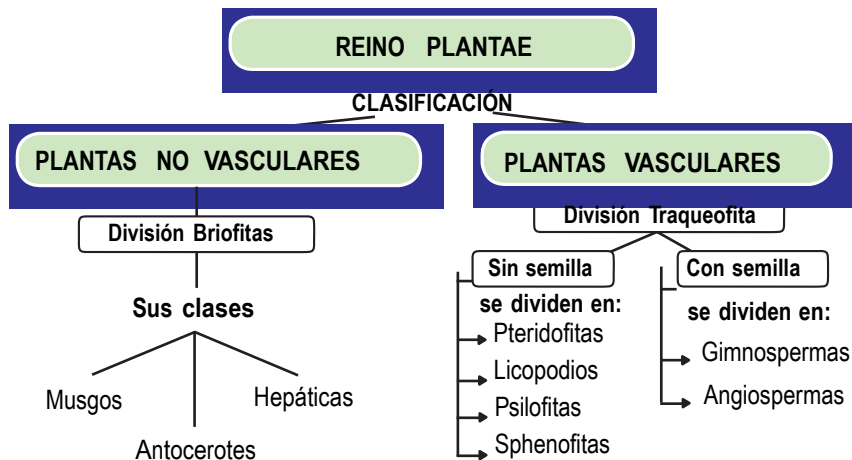 REINO PLANTAE
CLASIFICACIÓN
PLANTAS NO VASCULARES
División Briofitas
Sus clases
Musgos
Antocerotes
Hepáticas
PLANTAS VASCULARES
División Traqueofita
Sin semilla
se dividen en:
Pteridofitas
Licopodios
Psilofitas
Sphenofitas
Con semilla
se dividen en:
Gimnospermas
Angiospermas